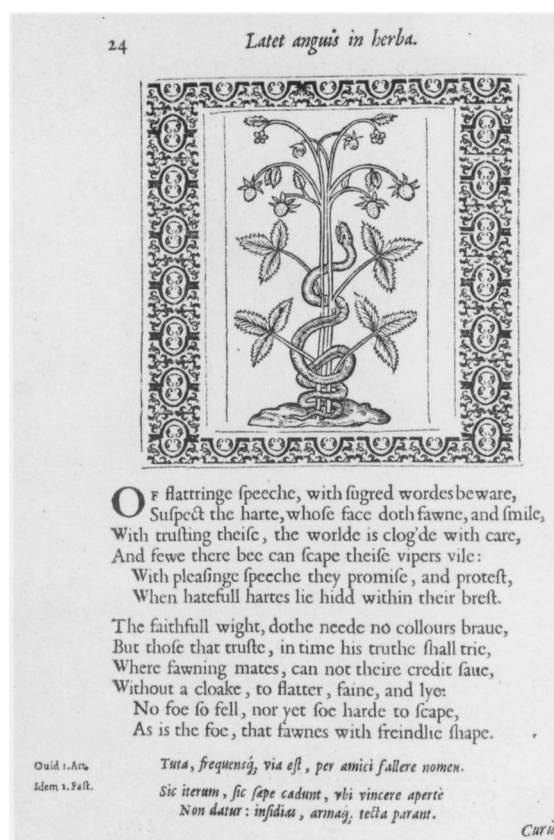 24
Latet anguis in herba.
OF flattringe ſpeeche, with ſugred wordes beware,
Suſpect the harte, whoſe face doth fawne, and ſmile,
With truſting theiſe, the worlde is clog'de with care,
And fewe there bee can ſcape theiſe vipers vile:
With pleaſinge ſpeeche they promiſe, and proteſt,
When hatefull hartes lie hidd within their breſt.
The faithfull wight, dothe neede no collours braue,
But thoſe that truſte, in time his truthe ſhall trie,
Where fawning mates, can not theire credit ſaue,
Without a cloake, to flatter, faine, and lye:
No foe ſo fell, nor yet ſoe harde to ſcape,
As is the foe, that fawnes with freindlie ſhape.
Ouid 1. Art.
Tuta, frequensq́, via eſt, per amici fallere nomen.
Idem 2. Faſt.
Sic iterum, ſic ſæpe cadunt, vbi vincere apertè
Non datur: inſidias, armaq́, tecta parant.